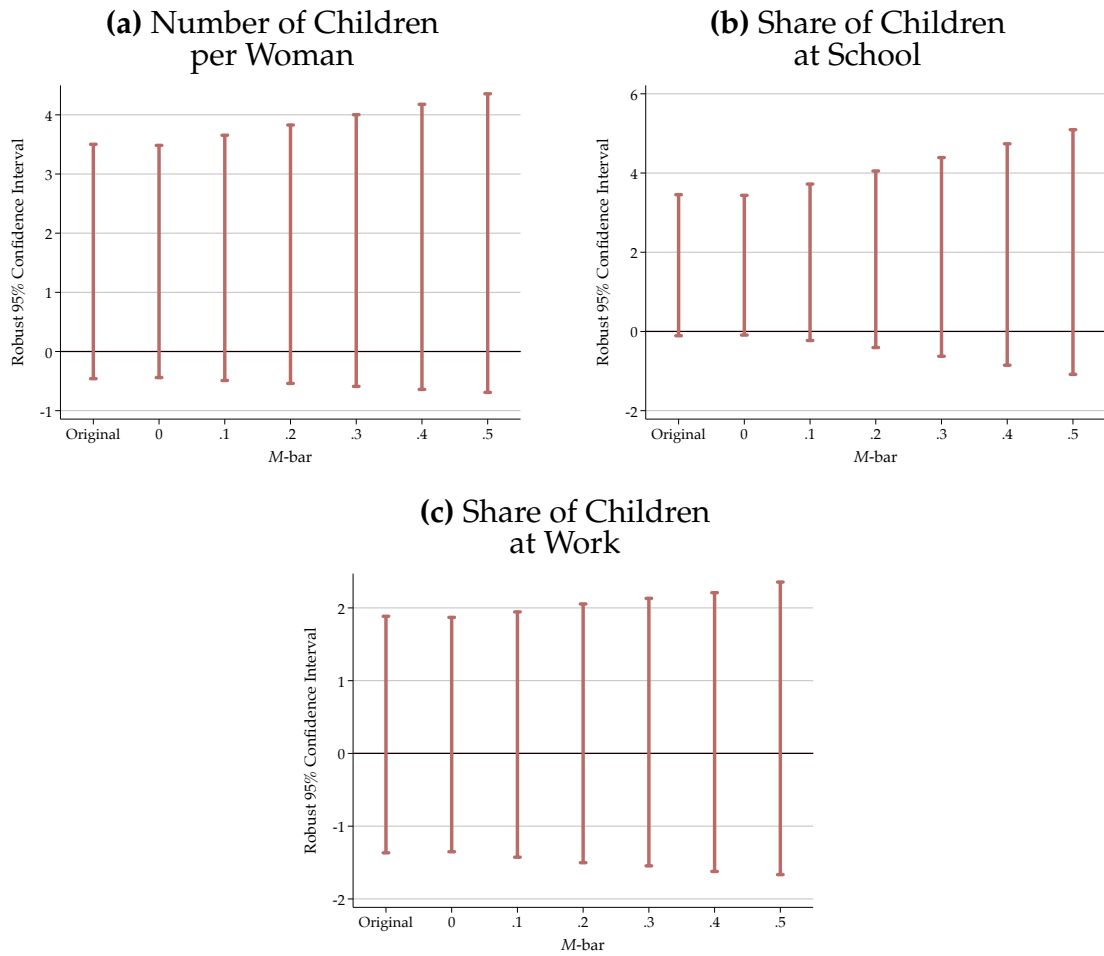 (a) Number of Children
per Woman
Robust 95% Confidence Interval
4
3
2
1
0
-1
Original 0 .1 .2 .3 .4 .5
M-bar
(b) Share of Children
at School
Robust 95% Confidence Interval
6
4
2
0
-2
Original 0 .1 .2 .3 .4 .5
M-bar
(c) Share of Children
at Work
Robust 95% Confidence Interval
2
1
0
-1
-2
Original 0 .1 .2 .3 .4 .5
M-bar